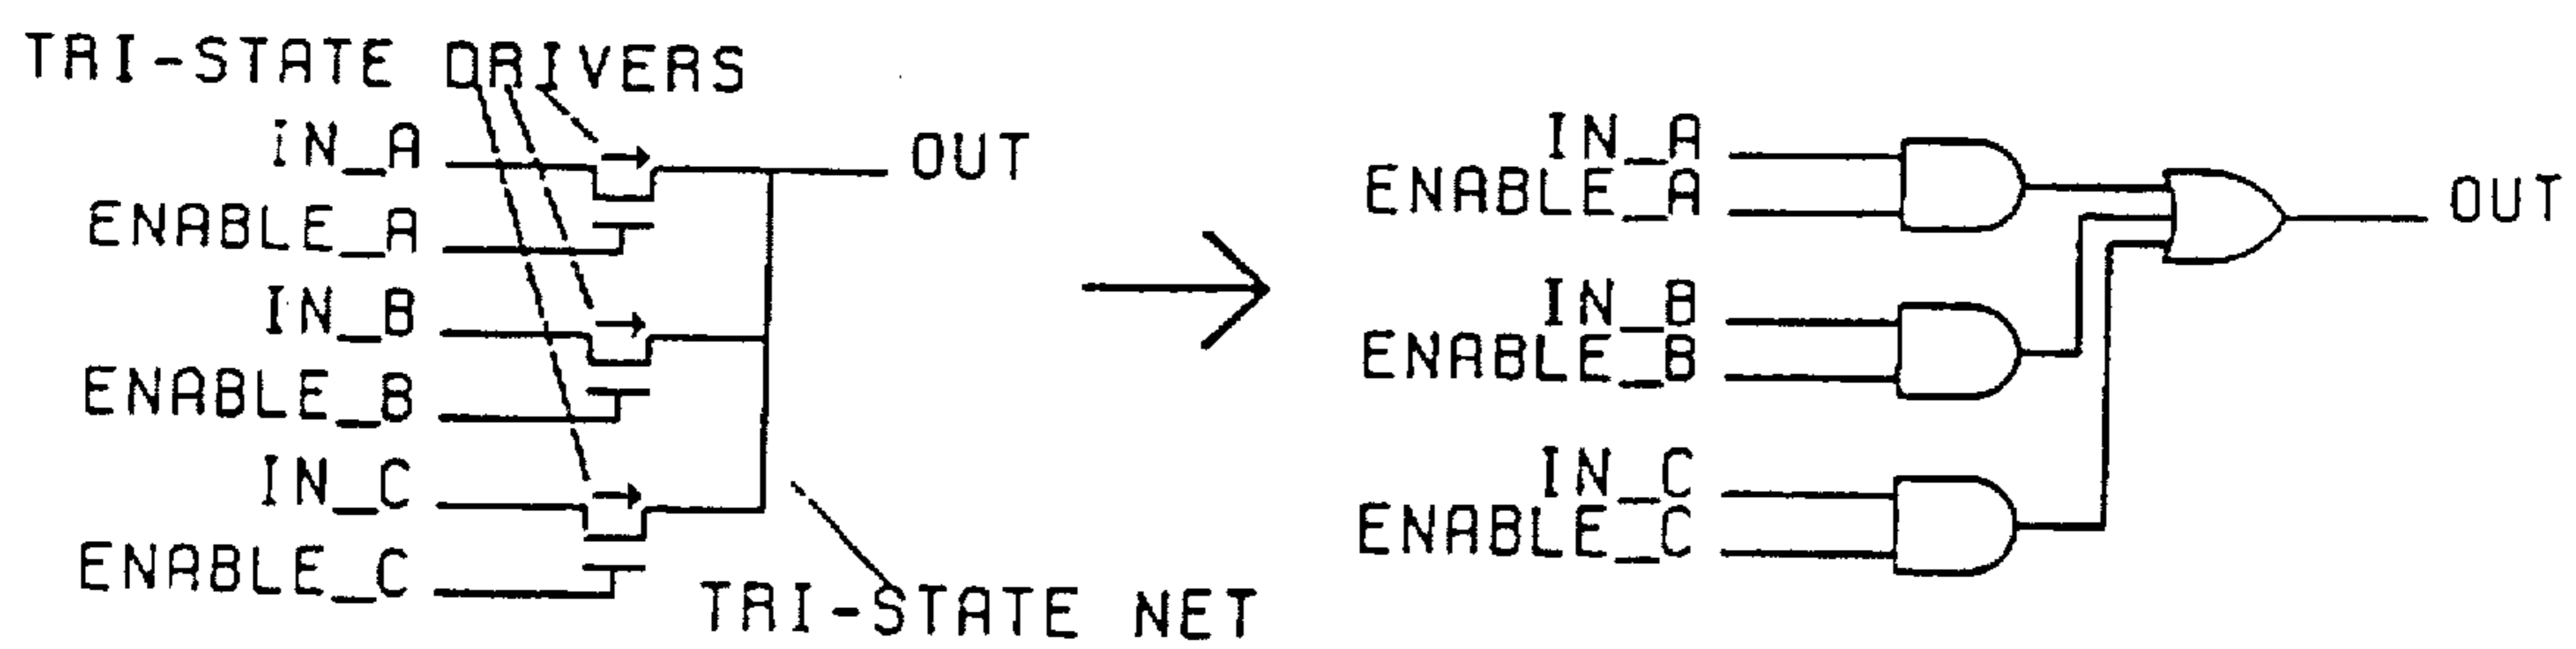 TRI-STATE DRIVERS
IN_A
OUT
ENABLE_A
IN_B
ENABLE_B
IN_C
ENABLE_C
TRI-STATE NET
IN_A
ENABLE_A
OUT
IN_B
ENABLE_B
IN_C
ENABLE_C